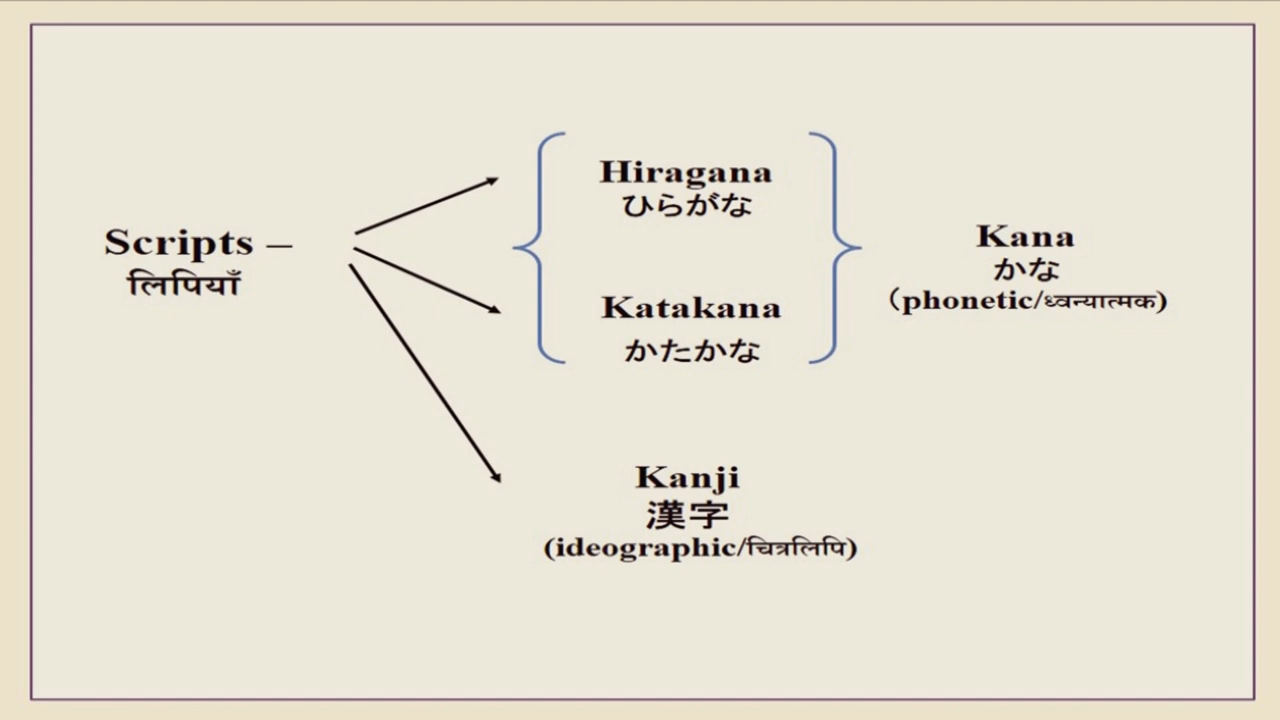 Scripts –
लिपियाँ
Hiragana
ひらがな
Katakana
かたかな
Kana
かな
(phonetic/ध्वन्यात्मक)
Kanji
漢字
(ideographic/चित्रलिपि)